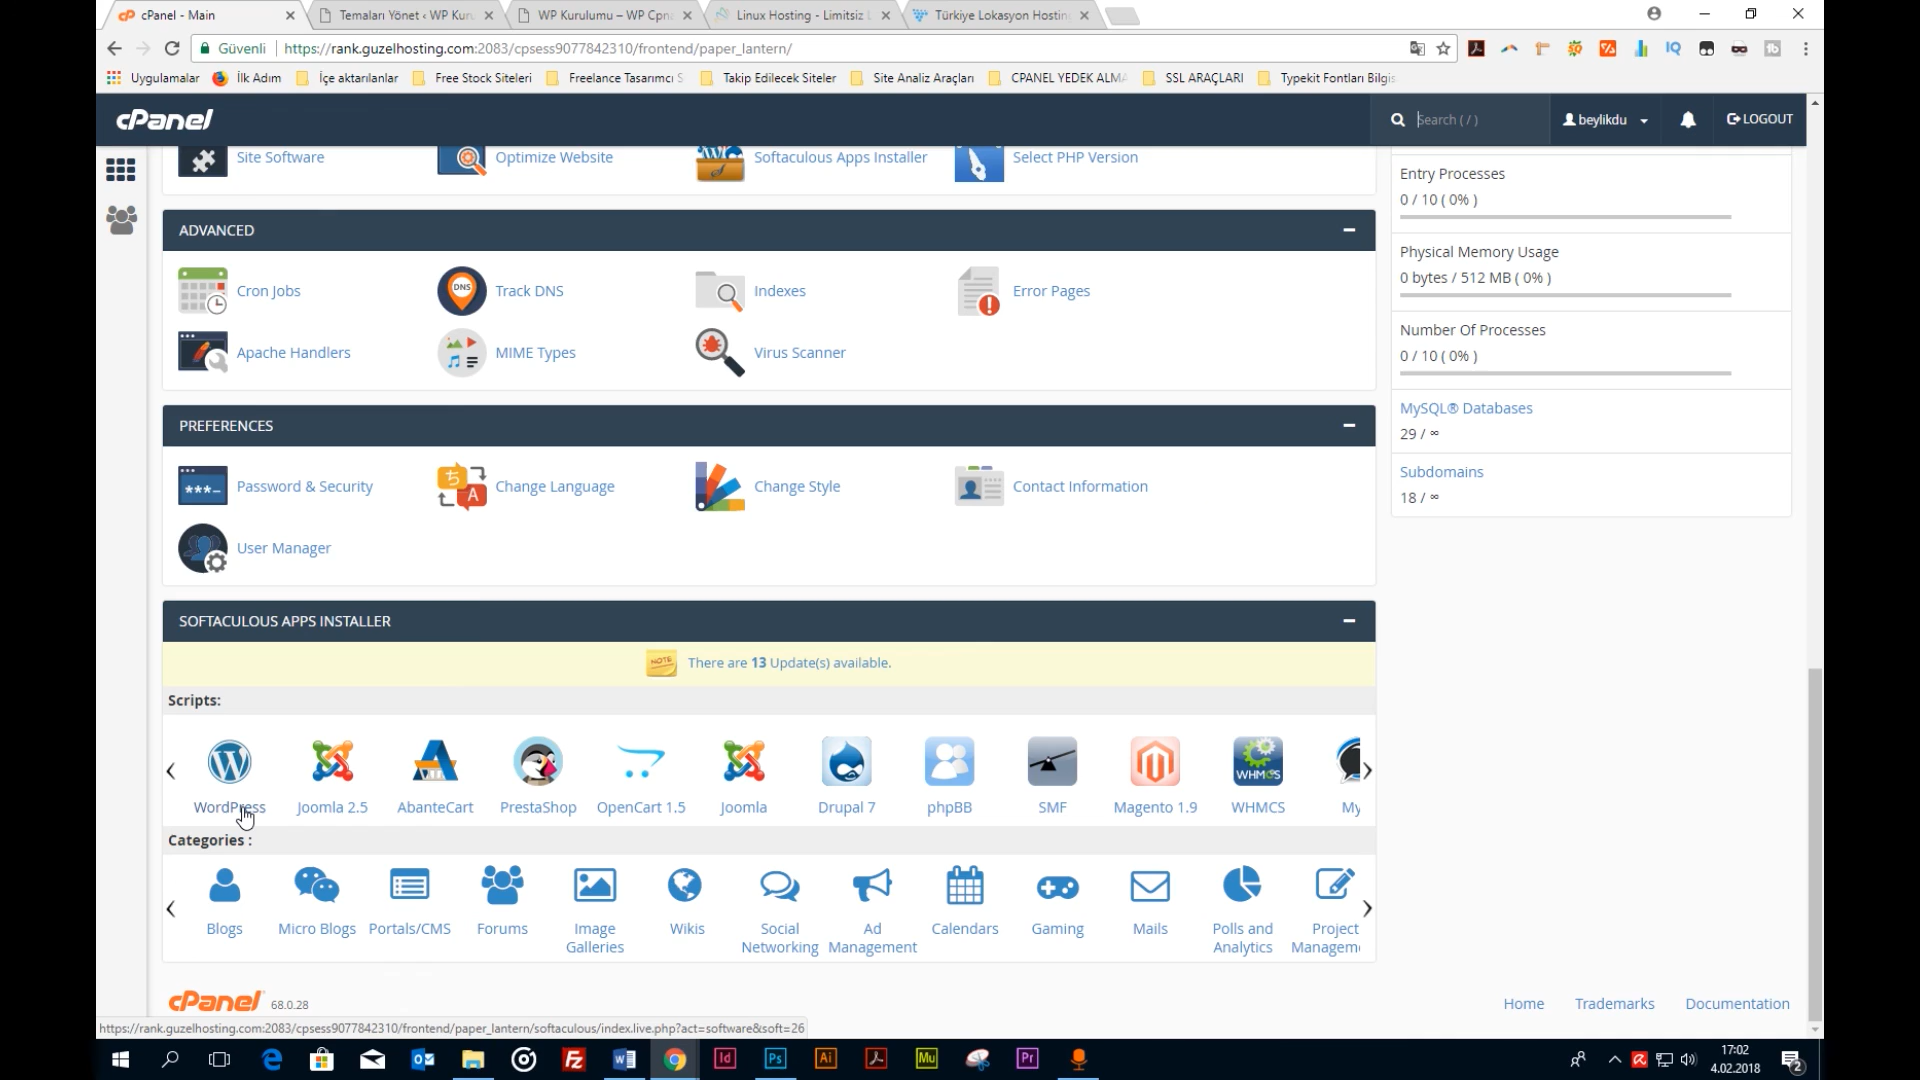 cPanel - Main
Temaları Yönet ‹ WP Kur
WP Kurulumu – WP Cpn
Linux Hosting - Limitsiz
Türkiye Lokasyon Hostin
Güvenli
https://rank.guzelhosting.com:2083/cpsess9077842310/frontend/paper_lantern/
Uygulamalar
İlk Adım
İçe aktarılanlar
Free Stock Siteleri
Freelance Tasarımcı S
Takip Edilecek Siteler
Site Analiz Araçları
CPANEL YEDEK ALMA
SSL ARAÇLARI
Typekit Fontları Bilgis
cPanel
Search ( / )
beylikdu
LOGOUT
Site Software
Optimize Website
Softaculous Apps Installer
Select PHP Version
ADVANCED
Cron Jobs
Track DNS
Indexes
Error Pages
Apache Handlers
MIME Types
Virus Scanner
PREFERENCES
Password & Security
Change Language
Change Style
Contact Information
User Manager
SOFTACULOUS APPS INSTALLER
NOTE
There are 13 Update(s) available.
Scripts:
WordPress
Joomla 2.5
AbanteCart
PrestaShop
OpenCart 1.5
Joomla
Drupal 7
phpBB
SMF
Magento 1.9
WHMCS
WHMCS
My
Categories :
Blogs
Micro Blogs
Portals/CMS
Forums
Image
Galleries
Wikis
Social
Networking
Ad
Management
Calendars
Gaming
Mails
Polls and
Analytics
Project
Managem
Entry Processes
0 / 10 ( 0% )
Physical Memory Usage
0 bytes / 512 MB ( 0% )
Number Of Processes
0 / 10 ( 0% )
MySQL® Databases
29 / ∞
Subdomains
18 / ∞
cPanel 68.0.28
Home
Trademarks
Documentation
https://rank.guzelhosting.com:2083/cpsess9077842310/frontend/paper_lantern/softaculous/index.live.php?act=software&soft=26
17:02
4.02.2018
2